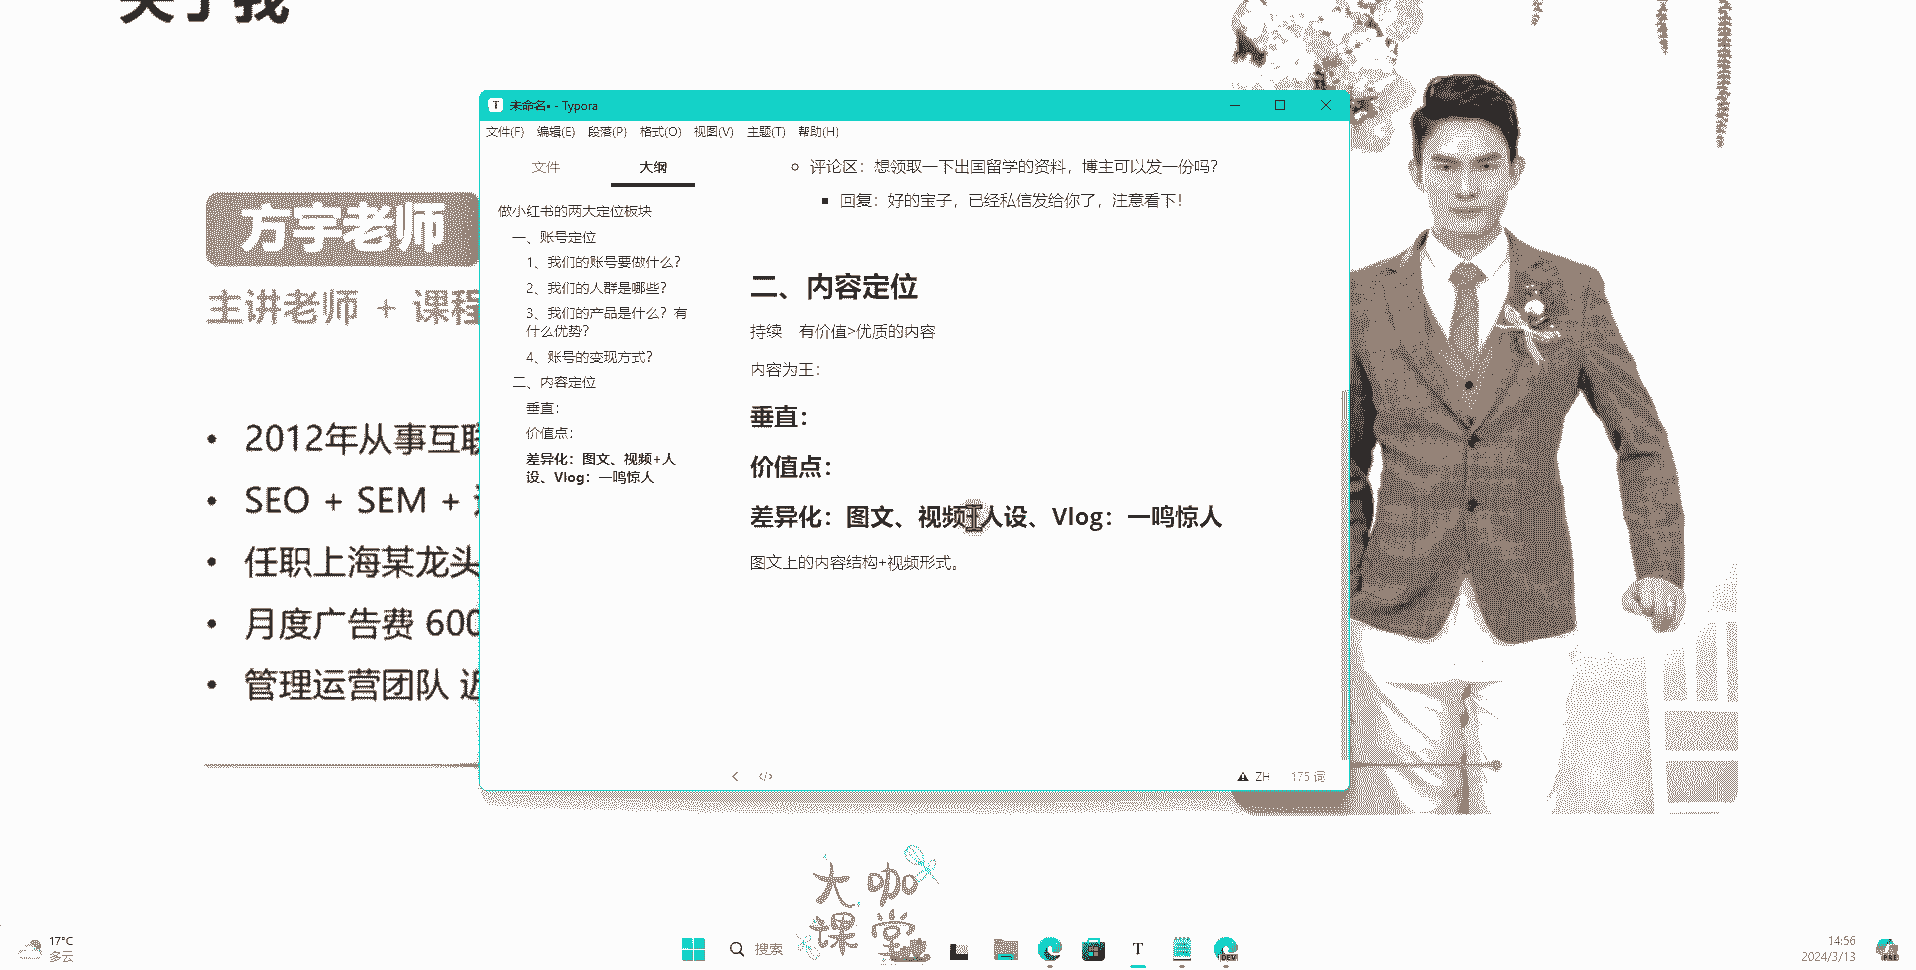 关于我
方宇老师
主讲老师 + 课程
2012年从事互联
SEO + SEM +
任职上海某龙头
月度广告费 600
管理运营团队 近
未命名• - Typora
文件(F) 编辑(E) 段落(P) 格式(O) 视图(V) 主题(T) 帮助(H)
文件 大纲
做小红书的两大定位板块
一、账号定位
1、我们的账号要做什么？
2、我们的人群是哪些？
3、我们的产品是什么？有
什么优势？
4、账号的变现方式？
二、内容定位
垂直：
价值点：
差异化：图文、视频+人
设、Vlog：一鸣惊人
评论区：想领取一下出国留学的资料，博主可以发一份吗？
回复：好的宝子，已经私信发给你了，注意看下！
二、内容定位
持续 有价值>优质的内容
内容为王：
垂直：
价值点：
差异化：图文、视频+人设、Vlog：一鸣惊人
图文上的内容结构+视频形式。
ZH 175 词
大咖
课堂
17°C
多云
搜索
T
DEV
14:56
2024/3/13
PRE